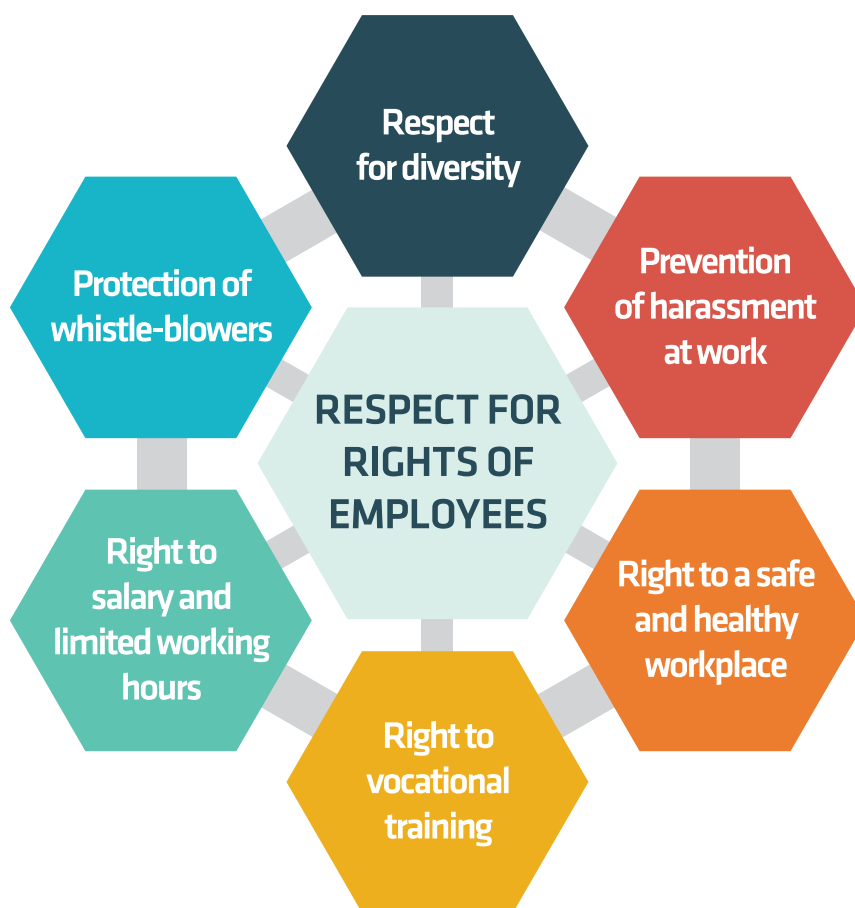 Respect
for diversity
Prevention
of harassment
at work
Protection of
whistle-blowers
RESPECT FOR
RIGHTS OF
EMPLOYEES
Right to
salary and
limited working
hours
Right to a safe
and healthy
workplace
Right to
vocational
training